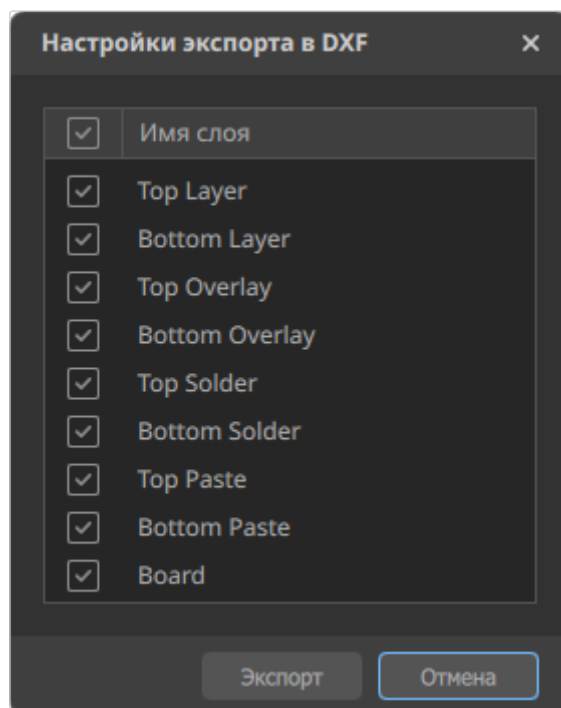 Настройки экспорта в DXF
Имя слоя
Top Layer
Bottom Layer
Top Overlay
Bottom Overlay
Top Solder
Bottom Solder
Top Paste
Bottom Paste
Board
Экспорт Отмена